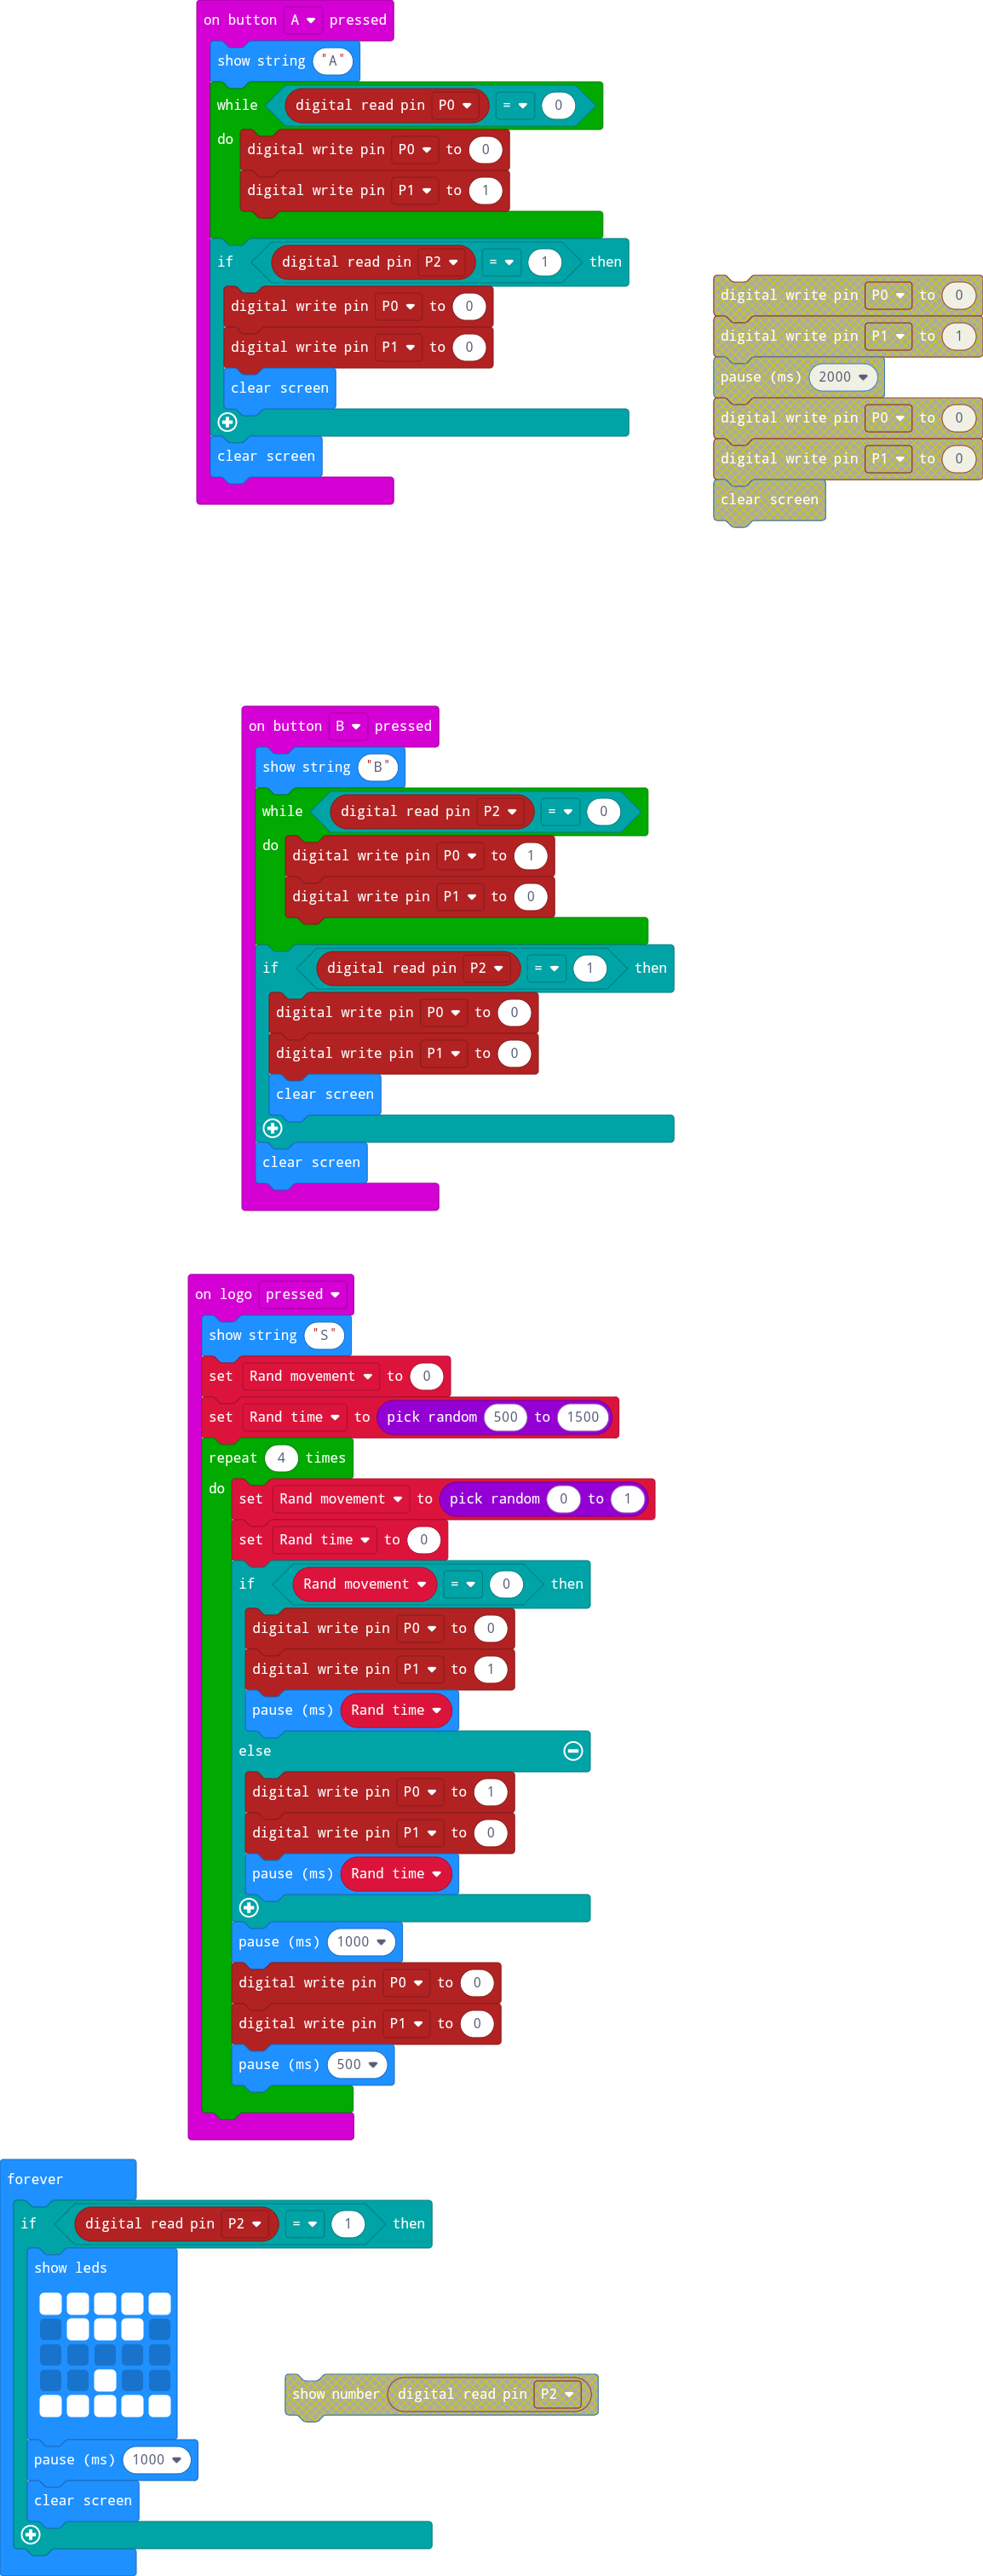 on button A pressed
show string "A"
while digital read pin P0 = 0
do
digital write pin P0 to 0
digital write pin P1 to 1
if digital read pin P2 = 1 then
digital write pin P0 to 0
digital write pin P1 to 0
clear screen
clear screen
digital write pin P0 to 0
digital write pin P1 to 1
pause (ms) 2000
digital write pin P0 to 0
digital write pin P1 to 0
clear screen
on button B pressed
show string "B"
while digital read pin P2 = 0
do
digital write pin P0 to 1
digital write pin P1 to 0
if digital read pin P2 = 1 then
digital write pin P0 to 0
digital write pin P1 to 0
clear screen
clear screen
on logo pressed
show string "S"
set Rand movement to 0
set Rand time to pick random 500 to 1500
repeat 4 times
do
set Rand movement to pick random 0 to 1
set Rand time to 0
if Rand movement = 0 then
digital write pin P0 to 0
digital write pin P1 to 1
pause (ms) Rand time
else
digital write pin P0 to 1
digital write pin P1 to 0
pause (ms) Rand time
pause (ms) 1000
digital write pin P0 to 0
digital write pin P1 to 0
pause (ms) 500
forever
if digital read pin P2 = 1 then
show leds
pause (ms) 1000
clear screen
show number digital read pin P2